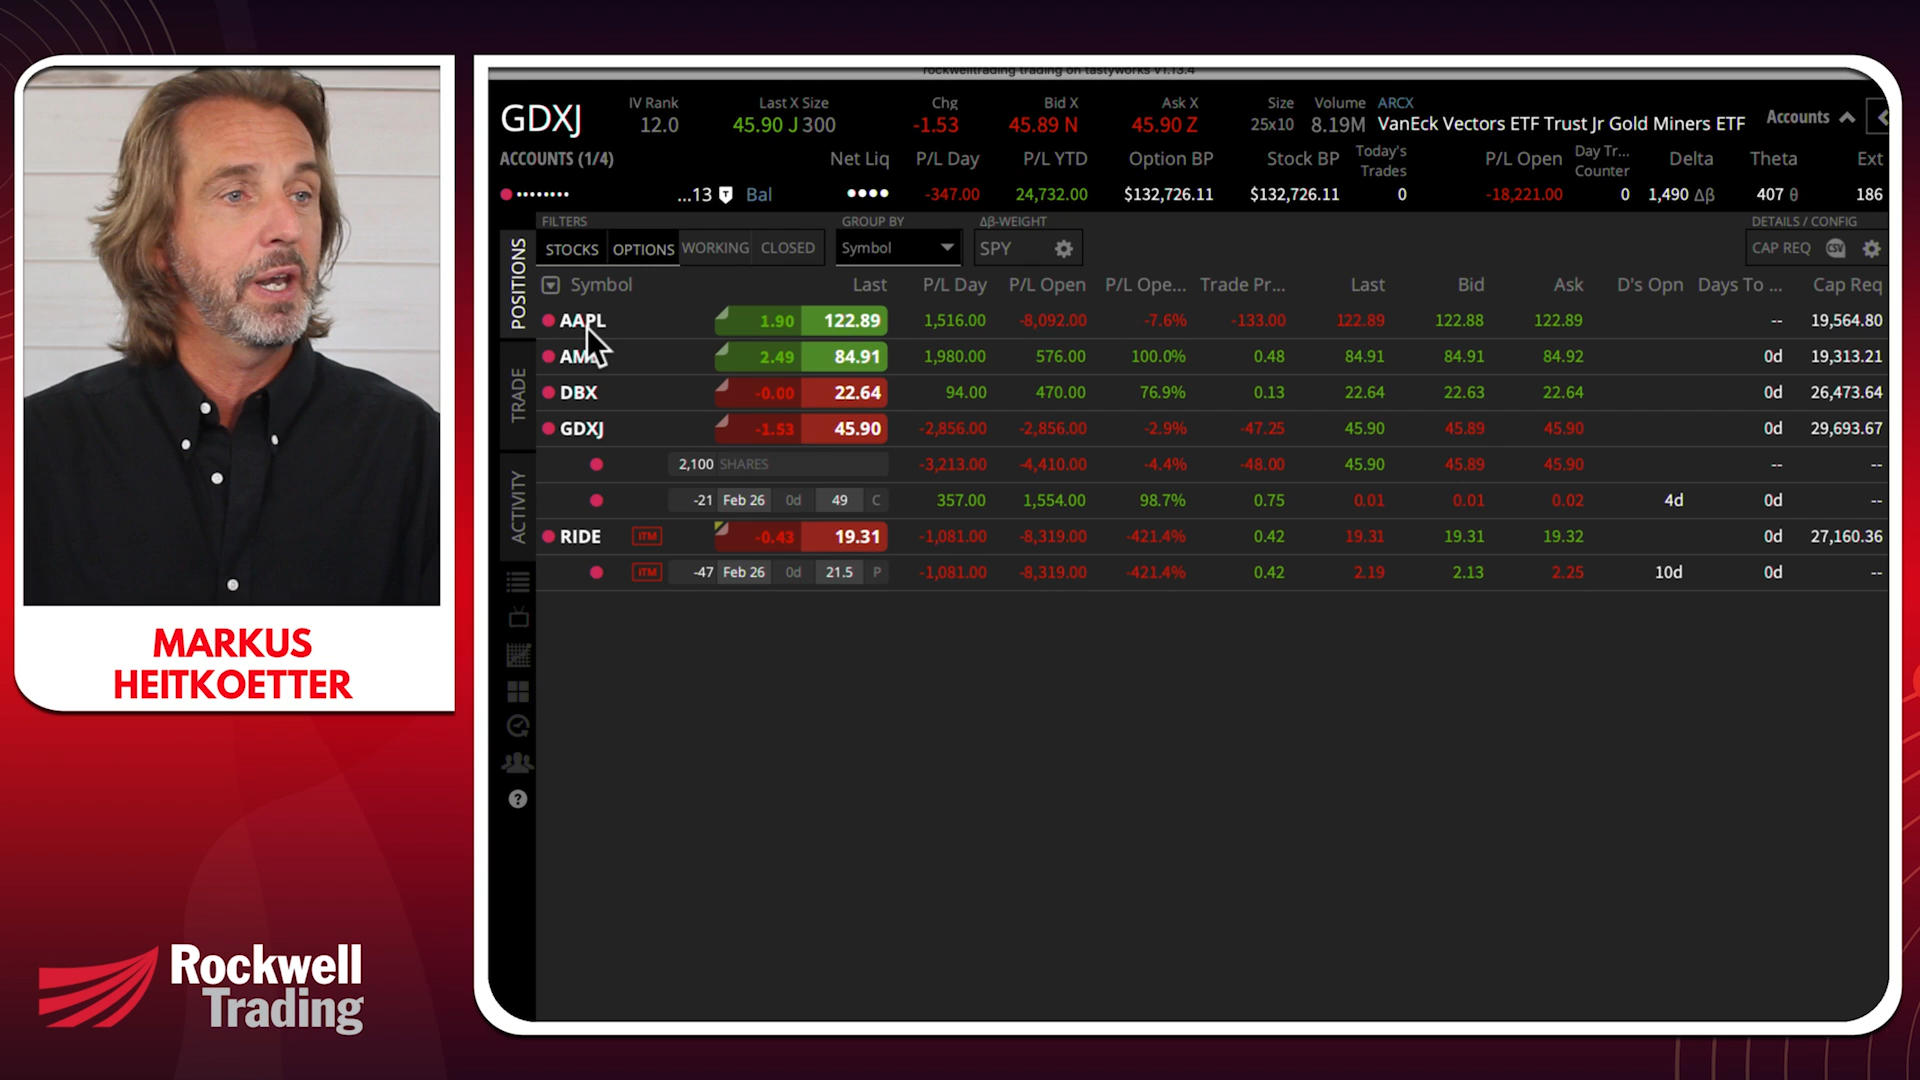 rockwelltrading trading on tastyworks v1.13.4
GDXJ
IV Rank Last X Size Chg Bid X Ask X Size Volume ARCX
12.0 45.90 J 300 -1.53 45.89 N 45.90 Z 25x10 8.19M VanEck Vectors ETF Trust Jr Gold Miners ETF Accounts
ACCOUNTS (1/4) Net Liq P/L Day P/L YTD Option BP Stock BP Today's Trades P/L Open Day Tr... Counter Delta Theta Ext
•••••••• ...13 T Bal •••• -347.00 24,732.00 $132,726.11 $132,726.11 0 -18,221.00 0 1,490 Δβ 407 θ 186
FILTERS GROUP BY Δβ-WEIGHT DETAILS / CONFIG
STOCKS OPTIONS WORKING CLOSED Symbol SPY CAP REQ CSV
POSITIONS
TRADE
ACTIVITY
Symbol Last P/L Day P/L Open P/L Ope... Trade Pr... Last Bid Ask D's Opn Days To ... Cap Req
AAPL 1.90 122.89 1,516.00 -8,092.00 -7.6% -133.00 122.89 122.88 122.89 -- 19,564.80
2.49 84.91 1,980.00 576.00 100.0% 0.48 84.91 84.91 84.92 0d 19,313.21
DBX -0.00 22.64 94.00 470.00 76.9% 0.13 22.64 22.63 22.64 0d 26,473.64
GDXJ -1.53 45.90 -2,856.00 -2,856.00 -2.9% -47.25 45.90 45.89 45.90 0d 29,693.67
2,100 SHARES -3,213.00 -4,410.00 -4.4% -48.00 45.90 45.89 45.90 -- --
-21 Feb 26 0d 49 C 357.00 1,554.00 98.7% 0.75 0.01 0.01 0.02 4d 0d --
RIDE ITM -0.43 19.31 -1,081.00 -8,319.00 -421.4% 0.42 19.31 19.31 19.32 0d 27,160.36
ITM -47 Feb 26 0d 21.5 P -1,081.00 -8,319.00 -421.4% 0.42 2.19 2.13 2.25 10d 0d --
?
MARKUS
HEITKOETTER
Rockwell
Trading